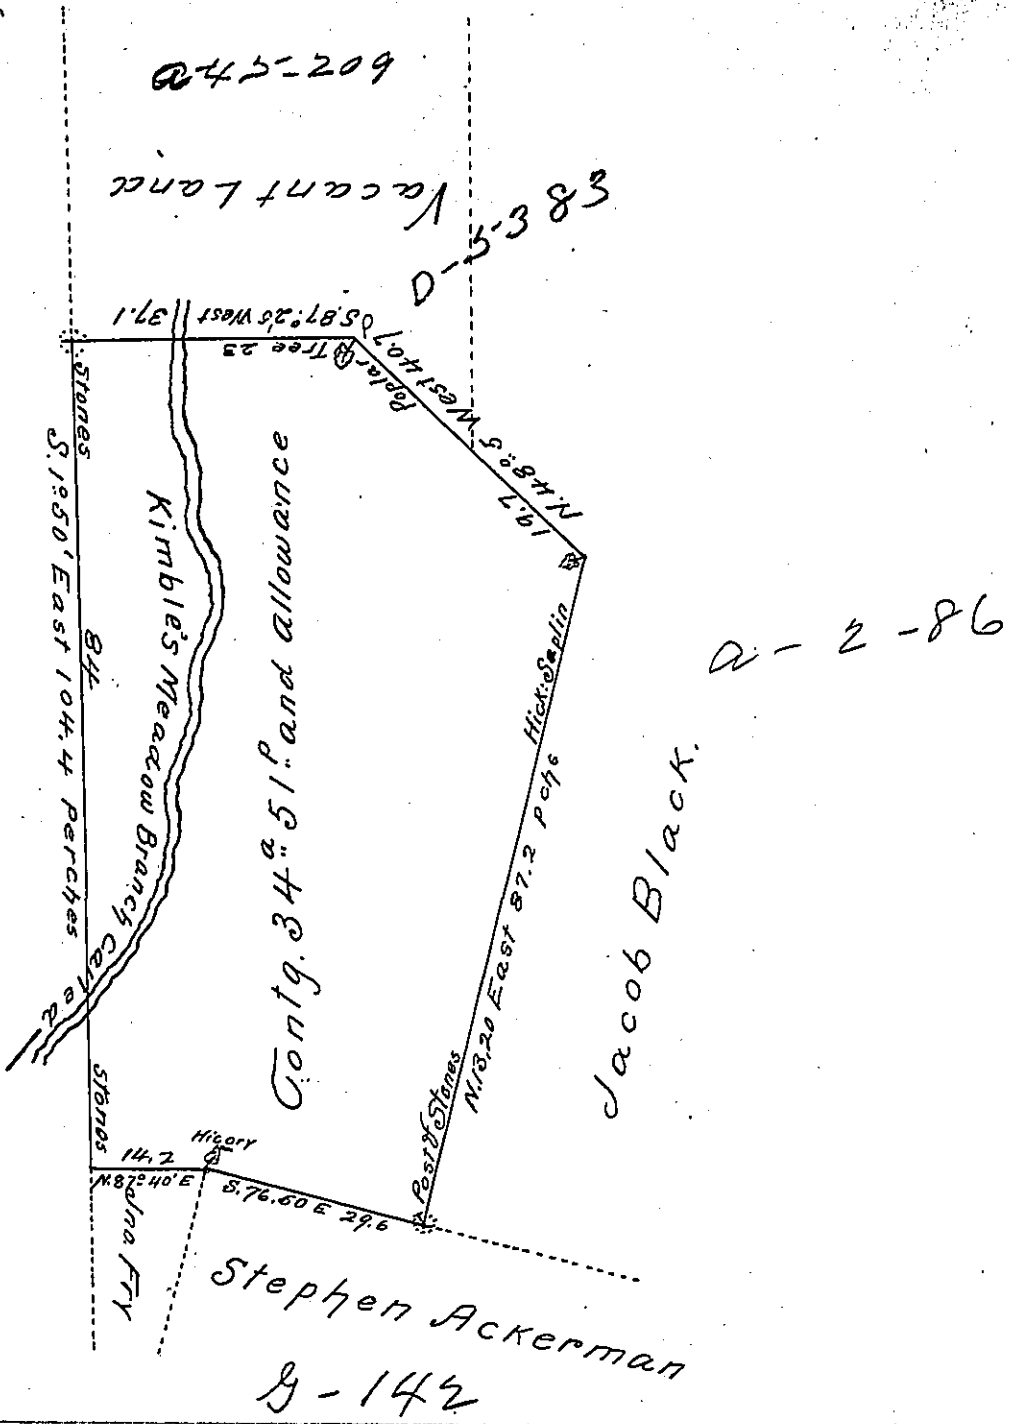 a-45-209
Vacant Land
D-5-3 83
S. 87°:25 West 37.1
Tree 23
Poplar
N. 48°:5 West 40.7
19.7
Stones
S. 1°:50' East 104.4 Perches
84
Kimble's Meadow Branch Called
Contg. 34a:51p and allowance
Hick: Saplin
N. 13,20 East 87.2 pchs
Post & Stones
a-2-86
Jacob Black.
Stones
14.2
N. 87°40' E
Hicory
S. 76.60 E 29.6
Jno Fry
Stephen Ackerman
G-142